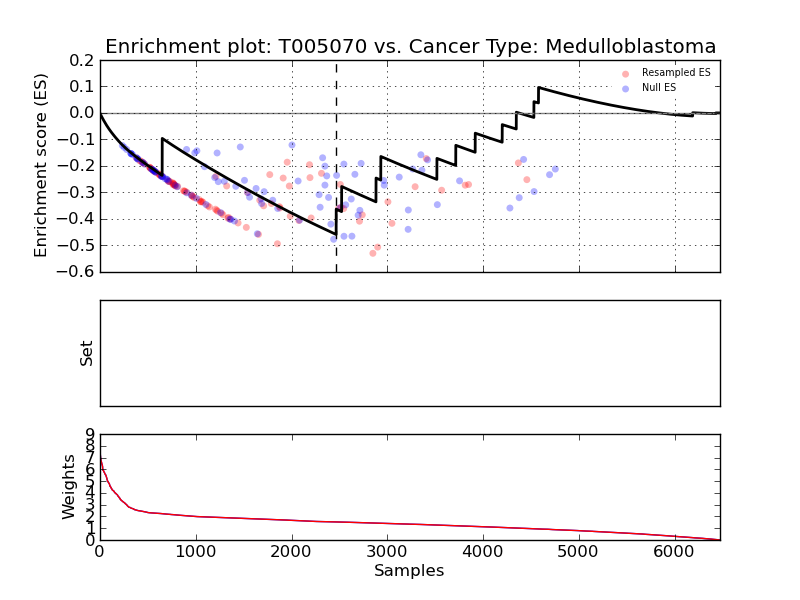 Enrichment plot: T005070 vs. Cancer Type: Medulloblastoma
Enrichment score (ES)
0.2
0.1
0.0
−0.1
−0.2
−0.3
−0.4
−0.5
−0.6
Resampled ES
Null ES
Set
Weights
9
8
7
6
5
4
3
2
1
0
0 1000 2000 3000 4000 5000 6000
Samples